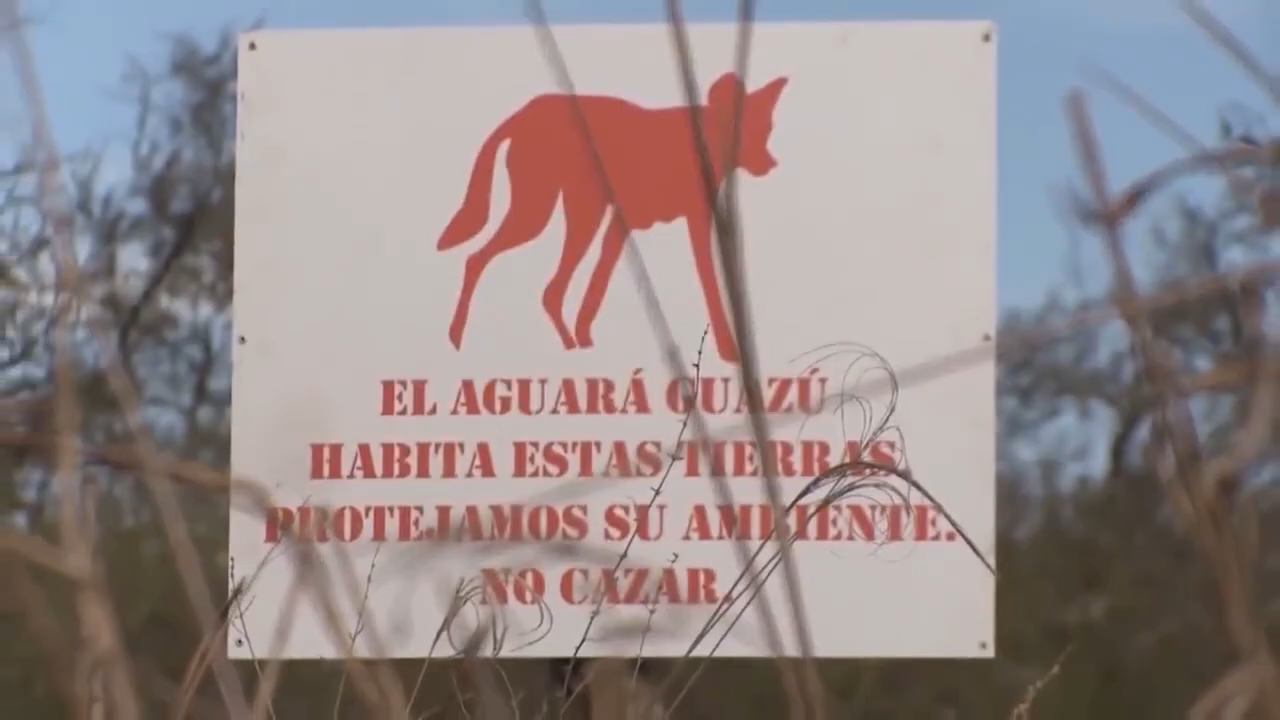 EL AGUARÁ GUAZÚ
HABITA ESTAS TIERRAS
PROTEJAMOS SU AMBIENTE.
NO CAZAR.